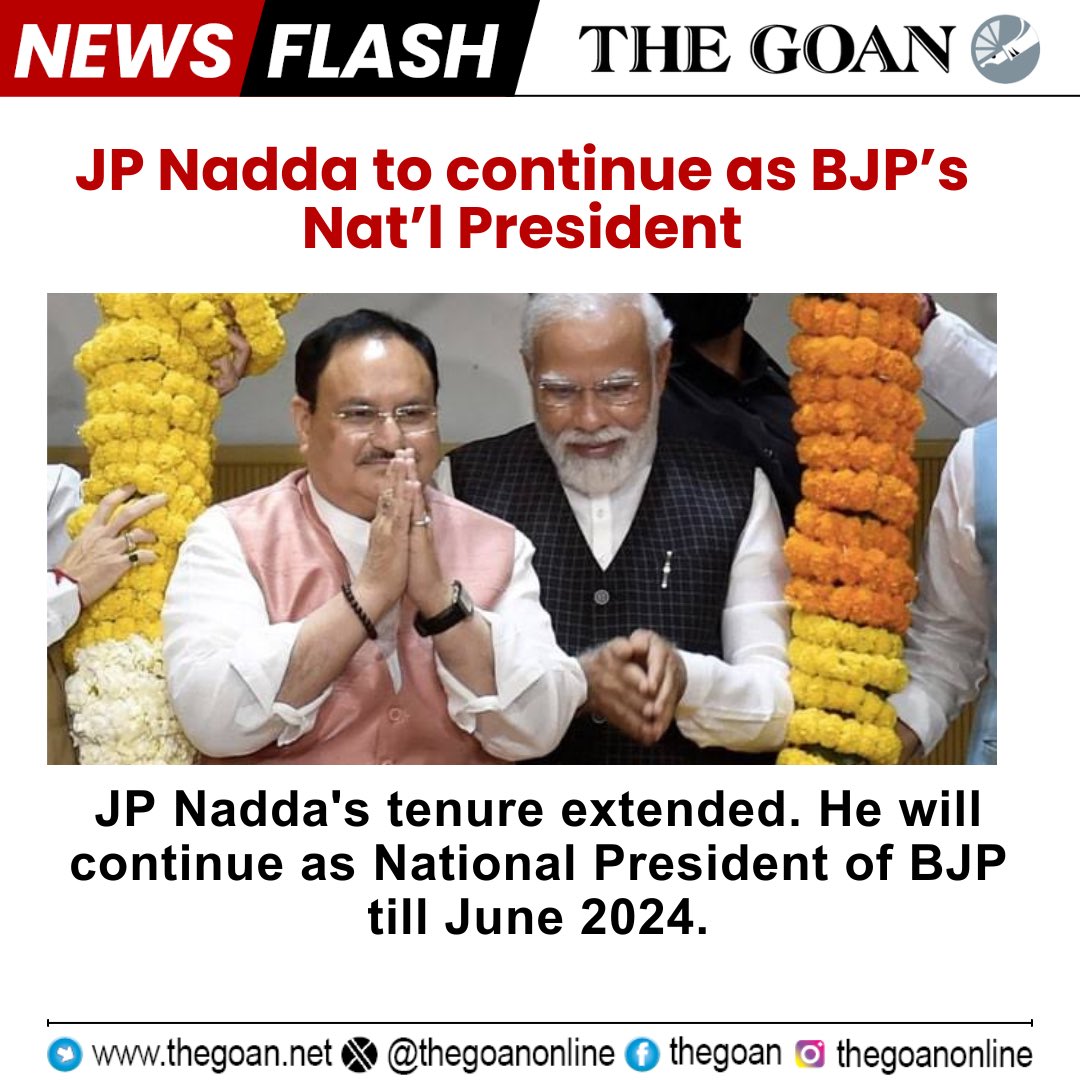 NEWS FLASH THE GOAN
JP Nadda to continue as BJP’s
Nat’l President
JP Nadda's tenure extended. He will
continue as National President of BJP
till June 2024.
www.thegoan.net @thegoanonline thegoan thegoanonline